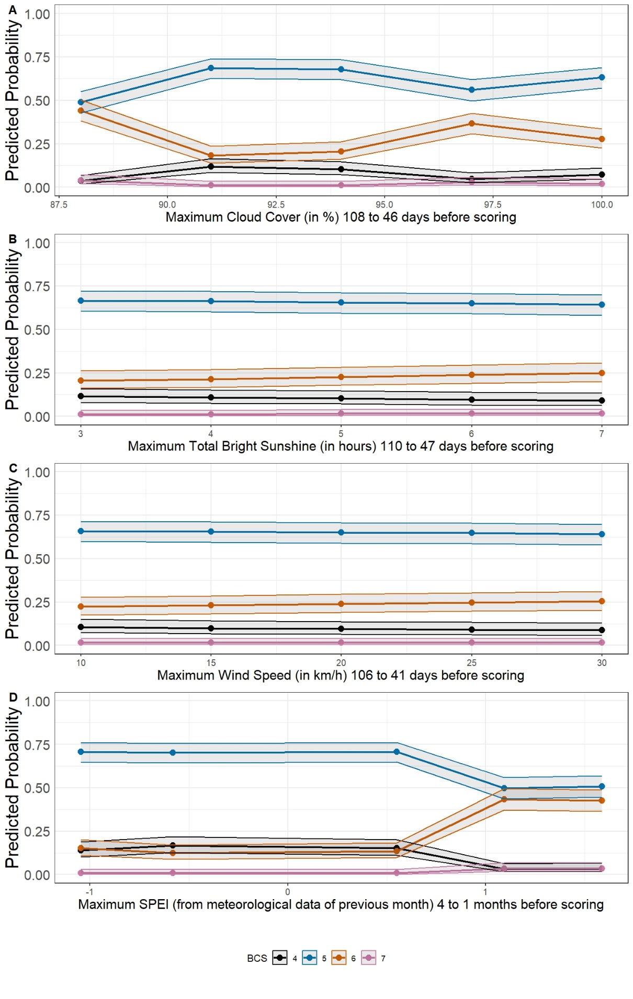 A
Predicted Probability
1.00
0.75
0.50
0.25
0.00
87.5 90.0 92.5 95.0 97.5 100.0
Maximum Cloud Cover (in %) 108 to 46 days before scoring
B
Predicted Probability
1.00
0.75
0.50
0.25
0.00
3 4 5 6 7
Maximum Total Bright Sunshine (in hours) 110 to 47 days before scoring
C
Predicted Probability
1.00
0.75
0.50
0.25
0.00
10 15 20 25 30
Maximum Wind Speed (in km/h) 106 to 41 days before scoring
D
Predicted Probability
1.00
0.75
0.50
0.25
0.00
-1 0 1
Maximum SPEI (from meteorological data of previous month) 4 to 1 months before scoring
BCS 4 5 6 7